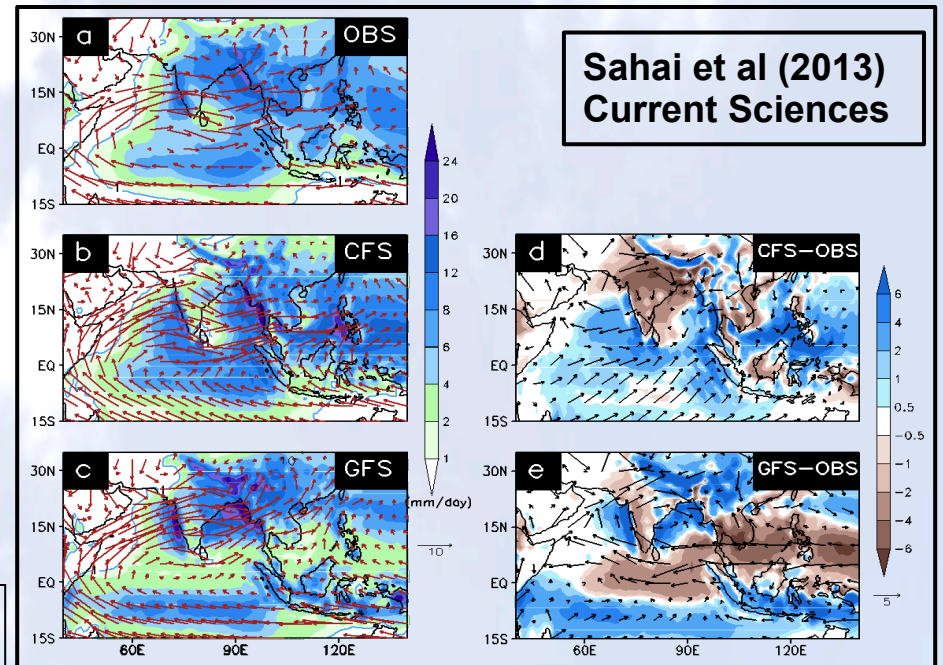 Sahai et al (2013)
Current Sciences
a
OBS
30N
15N
EQ
15S
b
CFS
30N
15N
EQ
15S
c
GFS
30N
15N
EQ
15S
60E
90E
120E
24
20
16
12
8
6
4
2
1
(mm/day)
10
d
CFS-OBS
30N
15N
EQ
15S
e
GFS-OBS
30N
15N
EQ
15S
60E
90E
120E
6
4
2
1
0.5
-0.5
-1
-2
-4
-6
5